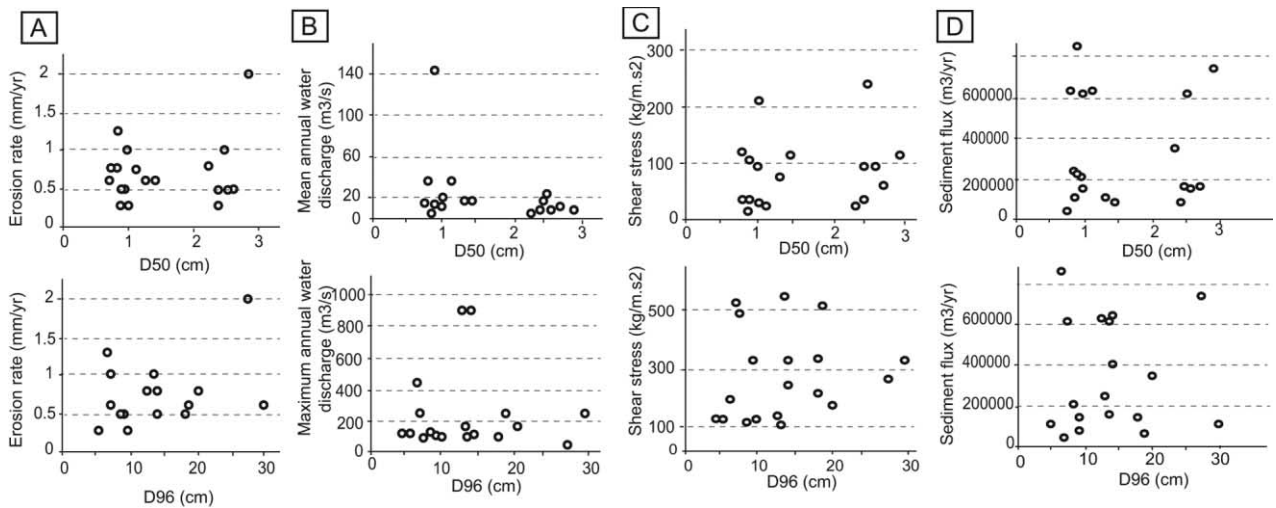 A
Erosion rate (mm/yr)
2
1.5
1
0.5
0 1 2 3
D50 (cm)
B
Mean annual water
discharge (m3/s)
140
60
20
0
0 1 2 3
D50 (cm)
C
Shear stress (kg/m.s2)
300
200
100
0
0 1 2 3
D50 (cm)
D
Sediment flux (m3/yr)
600000
400000
200000
0
0 1 2 3
D50 (cm)
Erosion rate (mm/yr)
2
1.5
1
0.5
0 10 20 30
D96 (cm)
Maximum annual water
discharge (m3/s)
1000
800
600
400
200
0
0 10 20 30
D96 (cm)
Shear stress (kg/m.s2)
500
300
100
0 10 20 30
D96 (cm)
Sediment flux (m3/yr)
600000
400000
200000
0
0 10 20 30
D96 (cm)